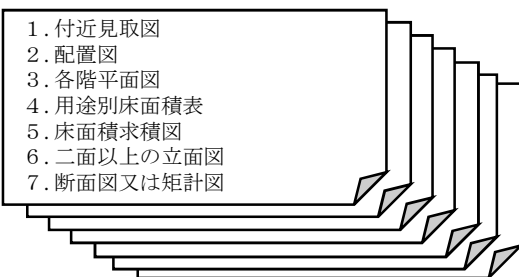 １．付近見取図
２．配置図
３．各階平面図
４．用途別床面積表
５．床面積求積図
６．二面以上の立面図
７．断面図又は矩計図